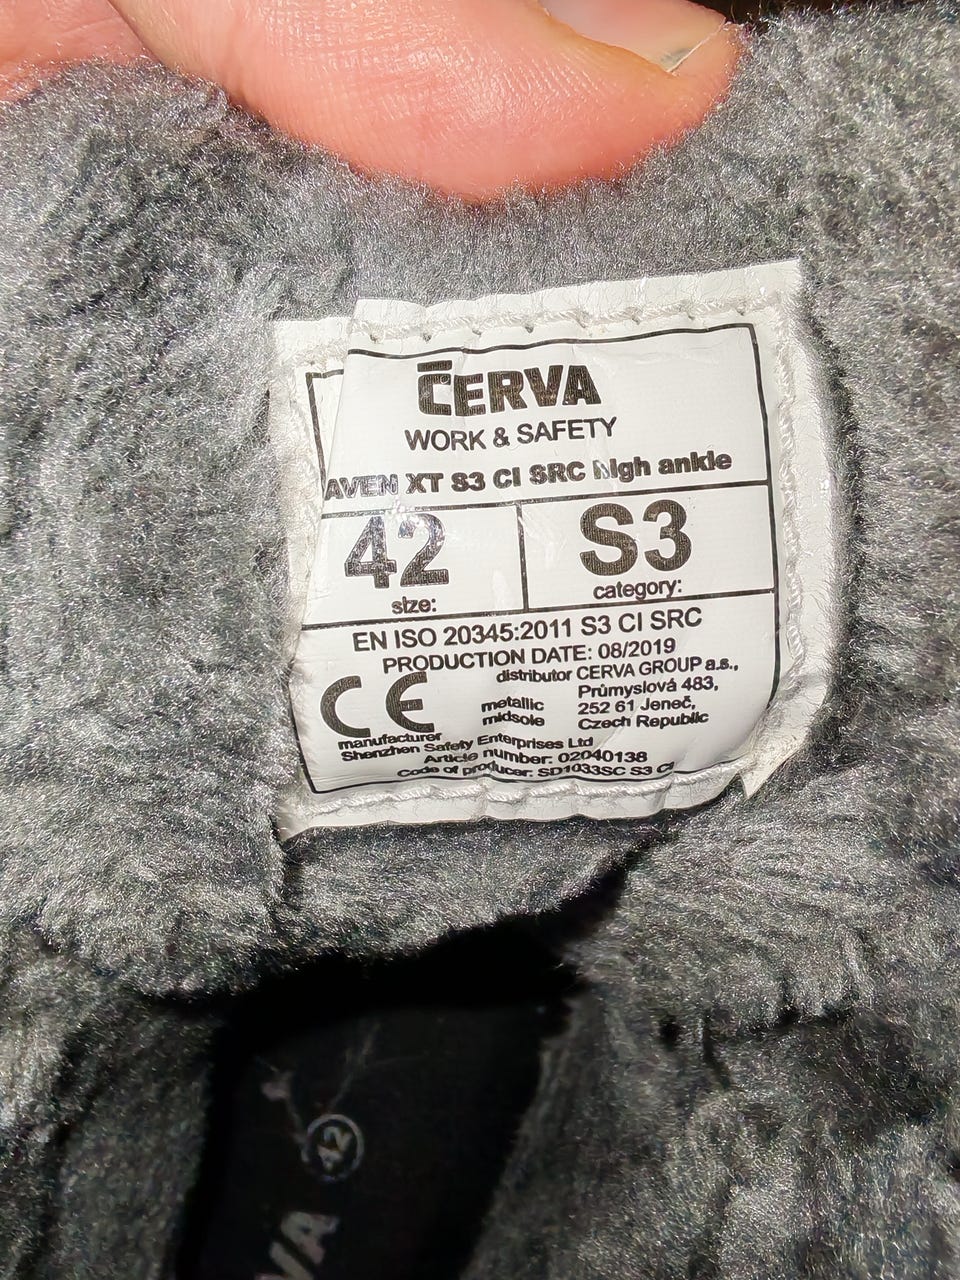 ČERVA
WORK & SAFETY
AVEN XT S3 CI SRC high ankle
42
size:
S3
category:
EN ISO 20345:2011 S3 CI SRC
PRODUCTION DATE: 08/2019
distributor CERVA GROUP a.s.,
Průmyslová 483,
252 61 Jeneč,
Czech Republic
CE
metallic
midsole
manufacturer
Shenzhen Safety Enterprises Ltd
Article number: 02040138
Code of producer: SD1033SC S3 CI
42
VA